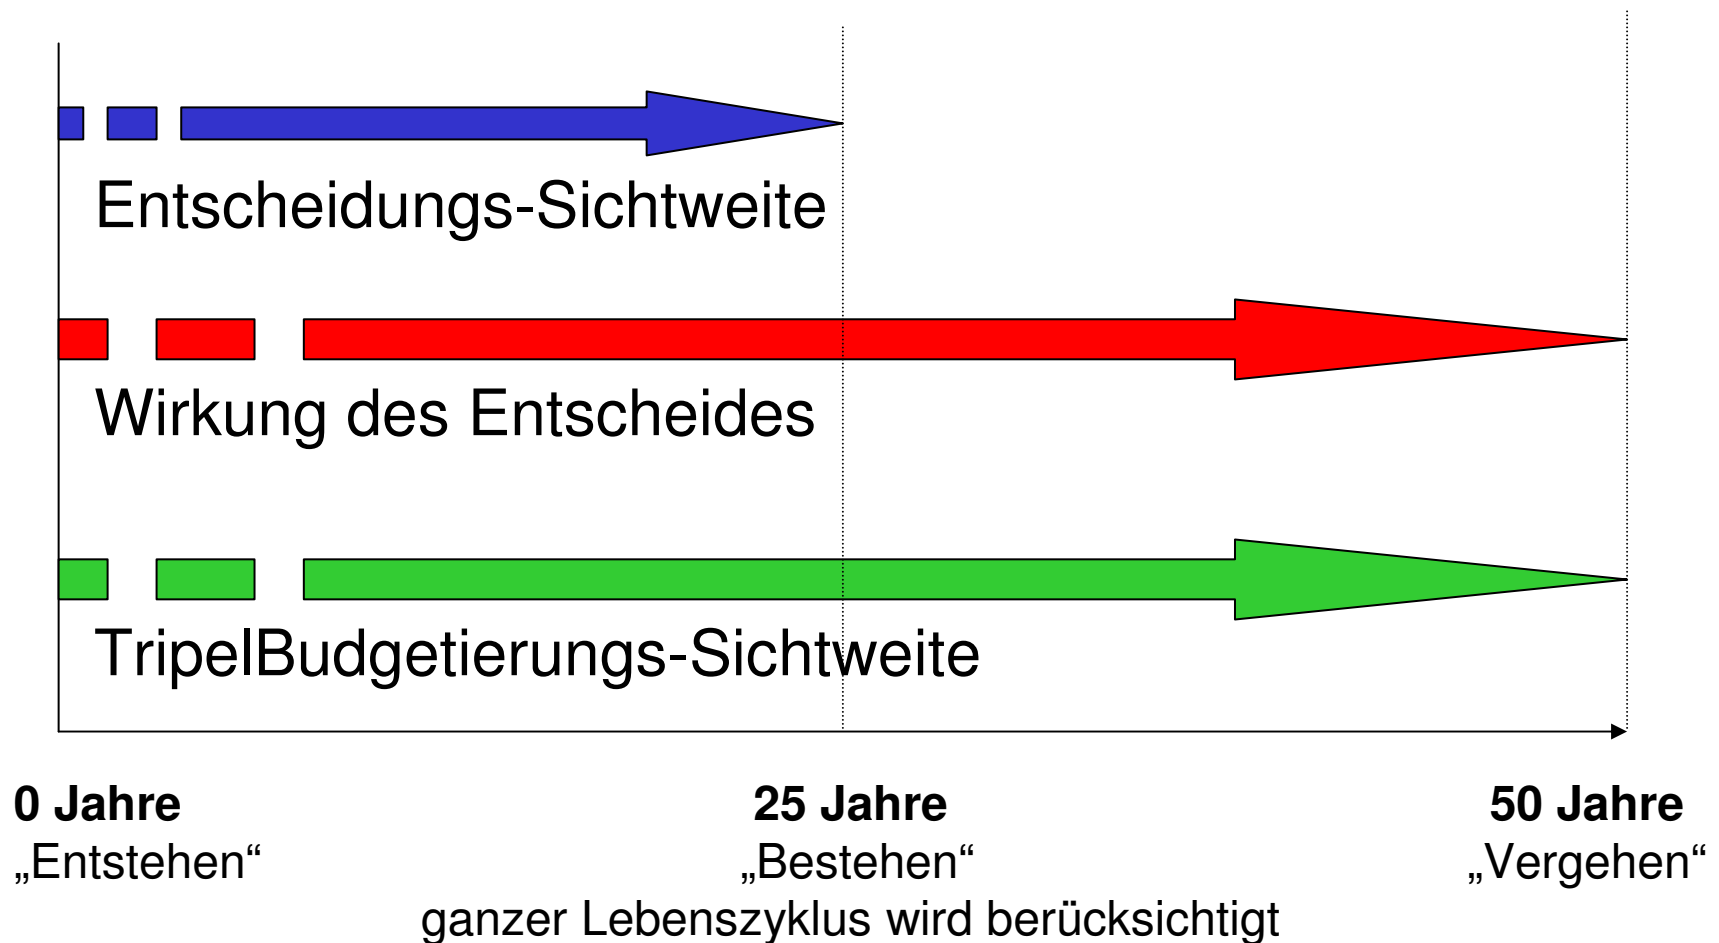 Entscheidungs-Sichtweite
Wirkung des Entscheides
TripelBudgetierungs-Sichtweite
0 Jahre 25 Jahre 50 Jahre
„Entstehen“ „Bestehen“ „Vergehen“
ganzer Lebenszyklus wird berücksichtigt